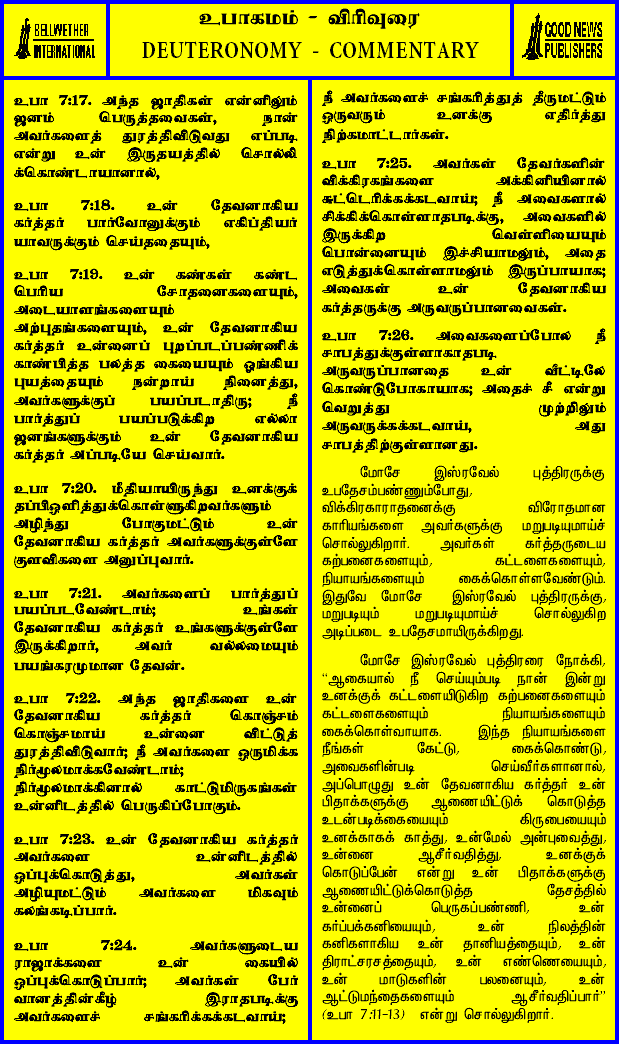 BELLWETHER
INTERNATIONAL
உபாகமம் - விரிவுரை
DEUTERONOMY - COMMENTARY
GOOD NEWS
PUBLISHERS
உபா 7:17. அந்த ஜாதிகள் என்னிலும்
ஜனம் பெருத்தவைகள், நான்
அவர்களைத் துரத்திவிடுவது எப்படி
என்று உன் இருதயத்தில் சொல்லி
க்கொண்டாயானால்,
உபா 7:18. உன் தேவனாகிய
கர்த்தர் பார்வோனுக்கும் எகிப்தியர்
யாவருக்கும் செய்ததையும்,
உபா 7:19. உன் கண்கள் கண்ட
பெரிய சோதனைகளையும்,
அடையாளங்களையும்
அற்புதங்களையும், உன் தேவனாகிய
கர்த்தர் உன்னைப் புறப்படப்பண்ணிக்
காண்பித்த பலத்த கையையும் ஓங்கிய
புயத்தையும் நன்றாய் நினைத்து,
அவர்களுக்குப் பயப்படாதிரு; நீ
பார்த்துப் பயப்படுக்கிற எல்லா
ஜனங்களுக்கும் உன் தேவனாகிய
கர்த்தர் அப்படியே செய்வார்.
உபா 7:20. மீதியாயிருந்து உனக்குத்
தப்பிஒளித்துக்கொள்ளுகிறவர்களும்
அழிந்து போகுமட்டும் உன்
தேவனாகிய கர்த்தர் அவர்களுக்குள்ளே
குளவிகளை அனுப்புவார்.
உபா 7:21. அவர்களைப் பார்த்துப்
பயப்படவேண்டாம்; உங்கள்
தேவனாகிய கர்த்தர் உங்களுக்குள்ளே
இருக்கிறார், அவர் வல்லமையும்
பயங்கரமுமான தேவன்.
உபா 7:22. அந்த ஜாதிகளை உன்
தேவனாகிய கர்த்தர் கொஞ்சம்
கொஞ்சமாய் உன்னை விட்டுத்
துரத்திவிடுவார்; நீ அவர்களை ஒருமிக்க
நிர்மூலமாக்கவேண்டாம்;
நிர்மூலமாக்கினால் காட்டுமிருகங்கள்
உன்னிடத்தில் பெருகிப்போகும்.
உபா 7:23. உன் தேவனாகிய கர்த்தர்
அவர்களை உன்னிடத்தில்
ஒப்புக்கொடுத்து, அவர்கள்
அழியுமட்டும் அவர்களை மிகவும்
கலங்கடிப்பார்.
உபா 7:24. அவர்களுடைய
ராஜாக்களை உன் கையில்
ஒப்புக்கொடுப்பார்; அவர்கள் பேர்
வானத்தின்கீழ் இராதபடிக்கு
அவர்களைச் சங்கரிக்கக்கடவாய்;
நீ அவர்களைச் சங்கரித்துத் தீருமட்டும்
ஒருவரும் உனக்கு எதிர்த்து
நிற்கமாட்டார்கள்.
உபா 7:25. அவர்கள் தேவர்களின்
விக்கிரகங்களை அக்கினியினால்
சுட்டெரிக்கக்கடவாய்; நீ அவைகளால்
சிக்கிக்கொள்ளாதபடிக்கு, அவைகளில்
இருக்கிற வெள்ளியையும்
பொன்னையும் இச்சியாமலும், அதை
எடுத்துக்கொள்ளாமலும் இருப்பாயாக;
அவைகள் உன் தேவனாகிய
கர்த்தருக்கு அருவருப்பானவைகள்.
உபா 7:26. அவைகளைப்போல நீ
சாபத்துக்குள்ளாகாதபடி
அருவருப்பானதை உன் வீட்டிலே
கொண்டுபோகாயாக; அதைச் சீ என்று
வெறுத்து முற்றிலும்
அருவருக்கக்கடவாய், அது
சாபத்திற்குள்ளானது.
மோசே இஸ்ரவேல் புத்திரருக்கு
உபதேசம்பண்ணும்போது,
விக்கிரகாராதனைக்கு விரோதமான
காரியங்களை அவர்களுக்கு மறுபடியுமாய்ச்
சொல்லுகிறார். அவர்கள் கர்த்தருடைய
கற்பனைகளையும், கட்டளைகளையும்,
நியாயங்களையும் கைக்கொள்ளவேண்டும்.
இதுவே மோசே இஸ்ரவேல் புத்திரருக்கு,
மறுபடியும் மறுபடியுமாய்ச் சொல்லுகிற
அடிப்படை உபதேசமாயிருக்கிறது.
மோசே இஸ்ரவேல் புத்திரரை நோக்கி,
“ஆகையால் நீ செய்யும்படி நான் இன்று
உனக்குக் கட்டளையிடுகிற கற்பனைகளையும்
கட்டளைகளையும் நியாயங்களையும்
கைக்கொள்வாயாக. இந்த நியாயங்களை
நீங்கள் கேட்டு, கைக்கொண்டு,
அவைகளின்படி செய்வீர்களானால்,
அப்பொழுது உன் தேவனாகிய கர்த்தர் உன்
பிதாக்களுக்கு ஆணையிட்டுக் கொடுத்த
உடன்படிக்கையையும் கிருபையையும்
உனக்காகக் காத்து, உன்மேல் அன்புவைத்து,
உன்னை ஆசீர்வதித்து, உனக்குக்
கொடுப்பேன் என்று உன் பிதாக்களுக்கு
ஆணையிட்டுக்கொடுத்த தேசத்தில்
உன்னைப் பெருகப்பண்ணி, உன்
கர்ப்பக்கனியையும், உன் நிலத்தின்
கனிகளாகிய உன் தானியத்தையும், உன்
திராட்சரசத்தையும், உன் எண்ணெயையும்,
உன் மாடுகளின் பலனையும், உன்
ஆட்டுமந்தைகளையும் ஆசீர்வதிப்பார்”
(உபா 7:11-13) என்று சொல்லுகிறார்.